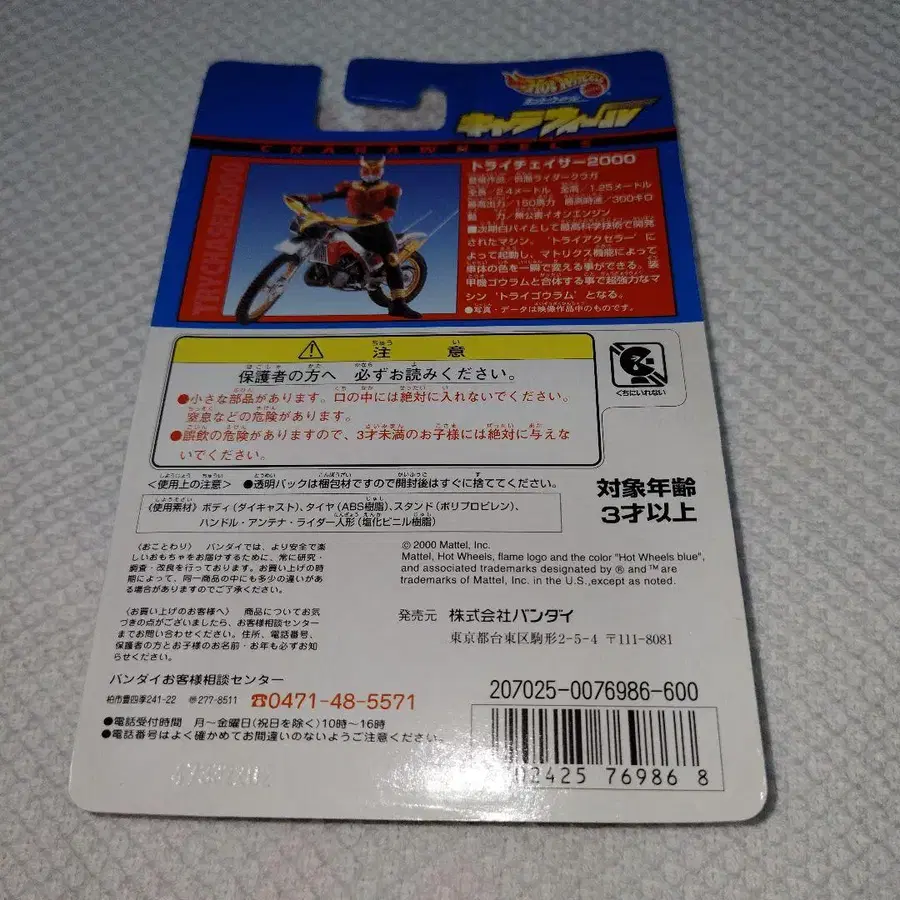 HOT WHEELS
キャラウィール
CHARAWHEELS
TRYCHASER2000
トライチェイサー2000
登場作品/仮面ライダークウガ
全長/2.4メートル 全高/1.25メートル
最高出力/150馬力 最高時速/300キロ
動 力/無公害イオンエンジン
■次期白バイとして最高科学技術で開発
されたマシン。'トライアクセラー'に
よって起動し、マトリクス機能によって
車体の色を一瞬で変える事ができる。装
甲機ゴウラムと合体する事で超強力なマ
シン'トライゴウラム'となる。
●写真・データは映像作品中のものです。
注意
保護者の方へ 必ずお読みください。
●小さな部品があります。口の中には絶対に入れないでください。
窒息などの危険があります。
●誤飲の危険がありますので、3才未満のお子様には絶対に与えな
いでください。
くちにいれない
〈使用上の注意〉 ●透明パックは梱包材ですので開封後はすぐに捨ててください。
対象年齢
3才以上
〈使用素材〉ボディ(ダイキャスト)、タイヤ(ABS樹脂)、スタンド(ポリプロピレン)、
ハンドル・アンテナ・ライダー人形(塩化ビニル樹脂)
〈おことわり〉 バンダイでは、より安全で楽
しいおもちゃをお届けするために、常に研究・
調査・改良を行っております。お買い上げの時
期によって、同一商品の中にも多少の違いがあ
る場合がありますのでご了承ください。
© 2000 Mattel, Inc.
Mattel, Hot Wheels, flame logo and the color "Hot Wheels blue",
and associated trademarks designated by ® and ™ are
trademarks of Mattel, Inc. in the U.S.,except as noted.
〈お買い上げのお客様へ〉 商品についてお気
づきの点がございましたら、お客様相談センター
までお問い合わせください。住所、電話番号、
保護者の方とお子様のお名前・お年も必ずお知
らせください。
発売元 株式会社バンダイ
東京都台東区駒形2-5-4 〒111-8081
バンダイお客様相談センター
柏市豊四季241-22 〒277-8511 ☎0471-48-5571
●電話受付時間 月~金曜日(祝日を除く)10時~16時
●電話番号はよく確かめてお間違いのないようご注意ください。
207025-0076986-600
02425 76986 8